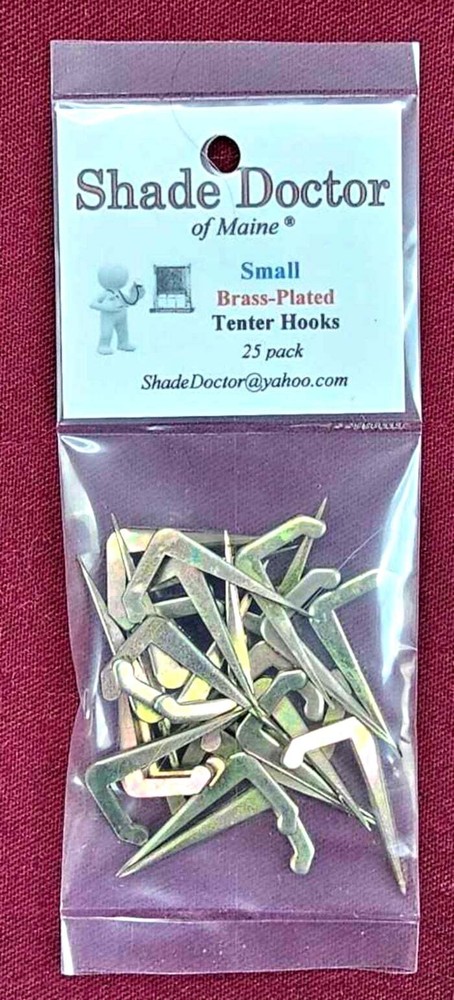 Shade Doctor
of Maine ®
Small
Brass-Plated
Tenter Hooks
25 pack
ShadeDoctor@yahoo.com